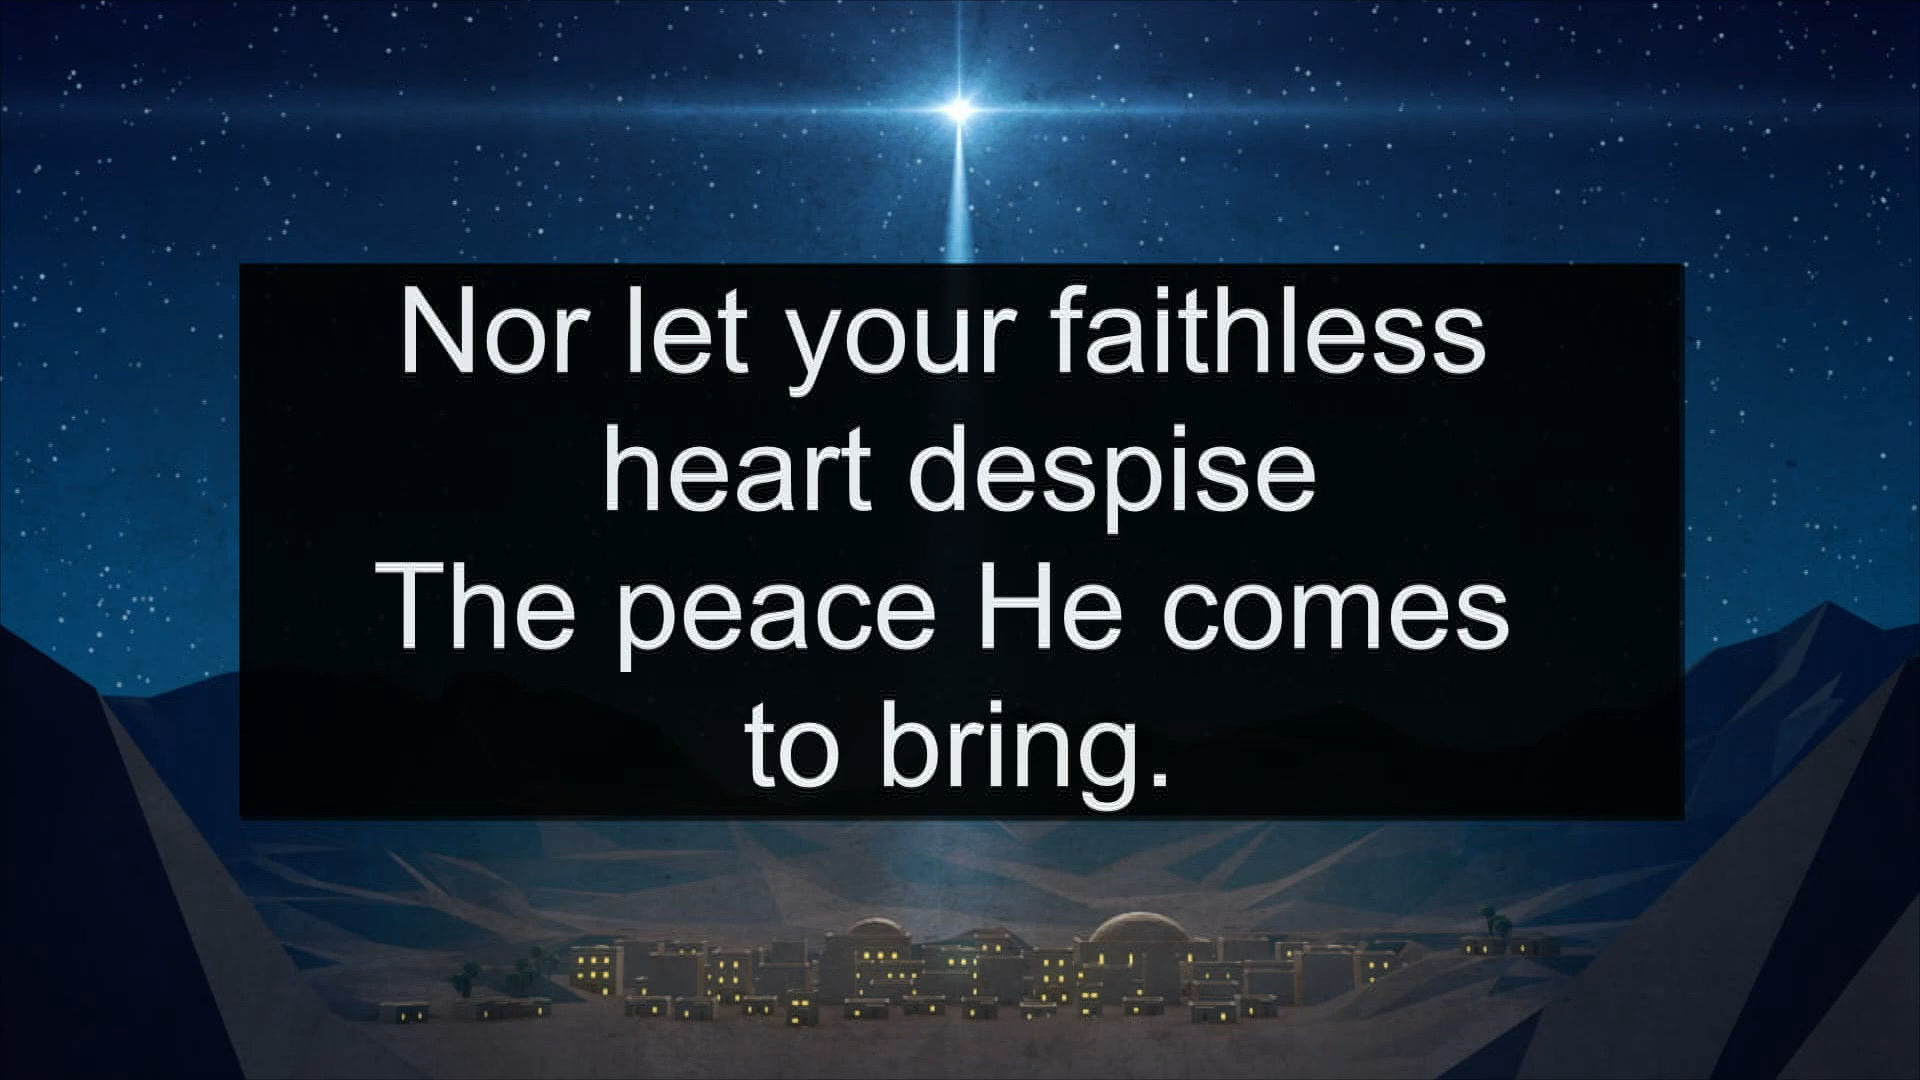 Nor let your faithless
heart despise
The peace He comes
to bring.